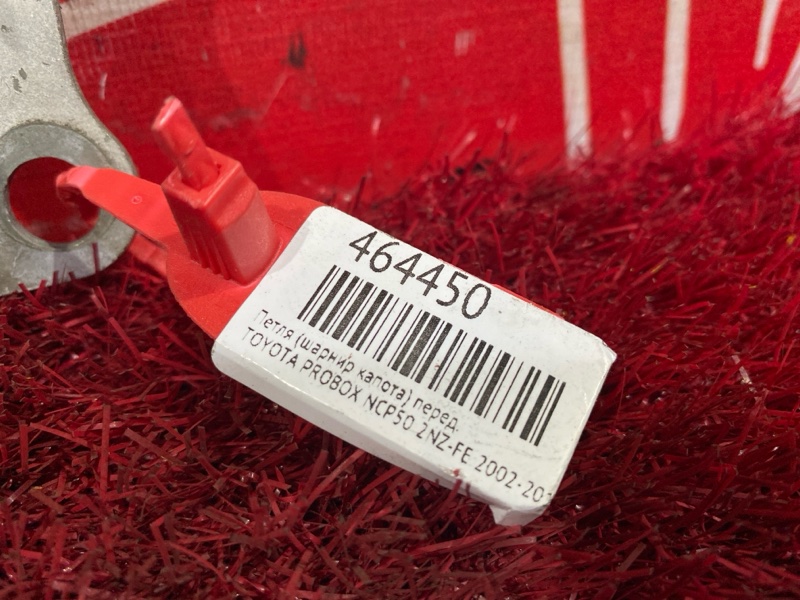 464450
Петля (шарнир капота) перед.
TOYOTA PROBOX NCP50 2NZ-FE 2002-20